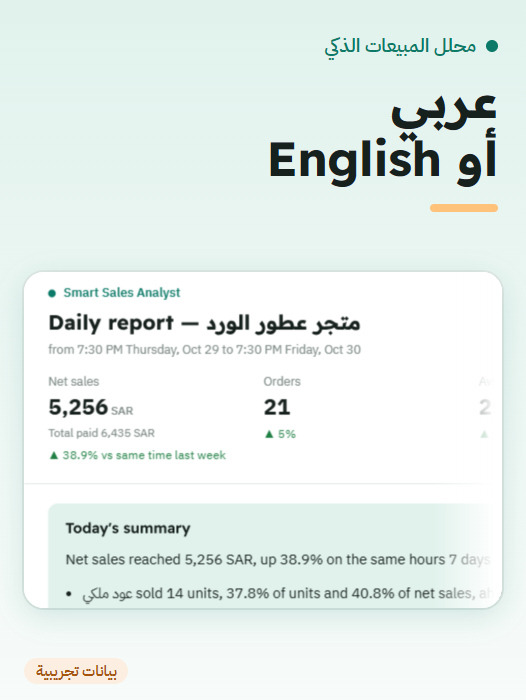 محلل المبيعات الذكي
عربي
أو English
Smart Sales Analyst
Daily report — متجر عطور الورد
from 7:30 PM Thursday, Oct 29 to 7:30 PM Friday, Oct 30
Net sales
Orders
5,256 SAR
21
2
Total paid 6,435 SAR
▲ 5%
▲
▲ 38.9% vs same time last week
Today's summary
Net sales reached 5,256 SAR, up 38.9% on the same hours 7 days
• عود ملكي sold 14 units, 37.8% of units and 40.8% of net sales,
بيانات تجريبية